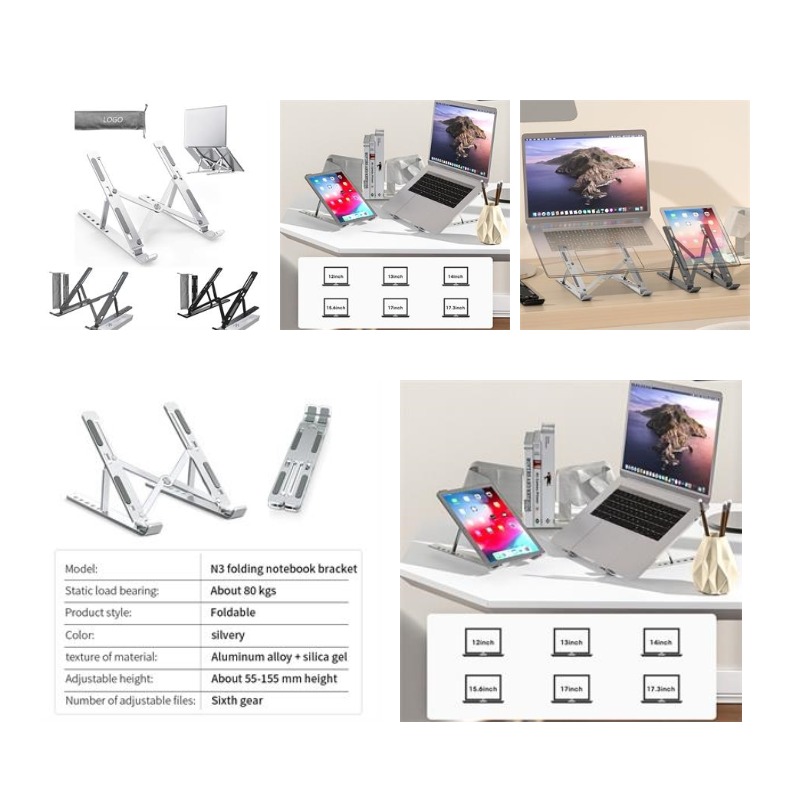 LOGO
12inch
13inch
14inch
15.6inch
17inch
17.3inch
Model: N3 folding notebook bracket
Static load bearing: About 80 kgs
Product style: Foldable
Color: silvery
texture of material: Aluminum alloy + silica gel
Adjustable height: About 55-155 mm height
Number of adjustable files: Sixth gear
12inch
13inch
14inch
15.6inch
17inch
17.3inch